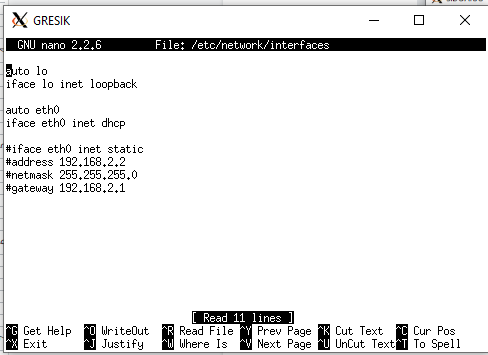 GRESIK
GNU nano 2.2.6 File: /etc/network/interfaces
auto lo
iface lo inet loopback
auto eth0
iface eth0 inet dhcp
#iface eth0 inet static
#address 192.168.2.2
#netmask 255.255.255.0
#gateway 192.168.2.1
[ Read 11 lines ]
^G Get Help ^O WriteOut ^R Read File ^Y Prev Page ^K Cut Text ^C Cur Pos
^X Exit ^J Justify ^W Where Is ^V Next Page ^U UnCut Text ^T To Spell